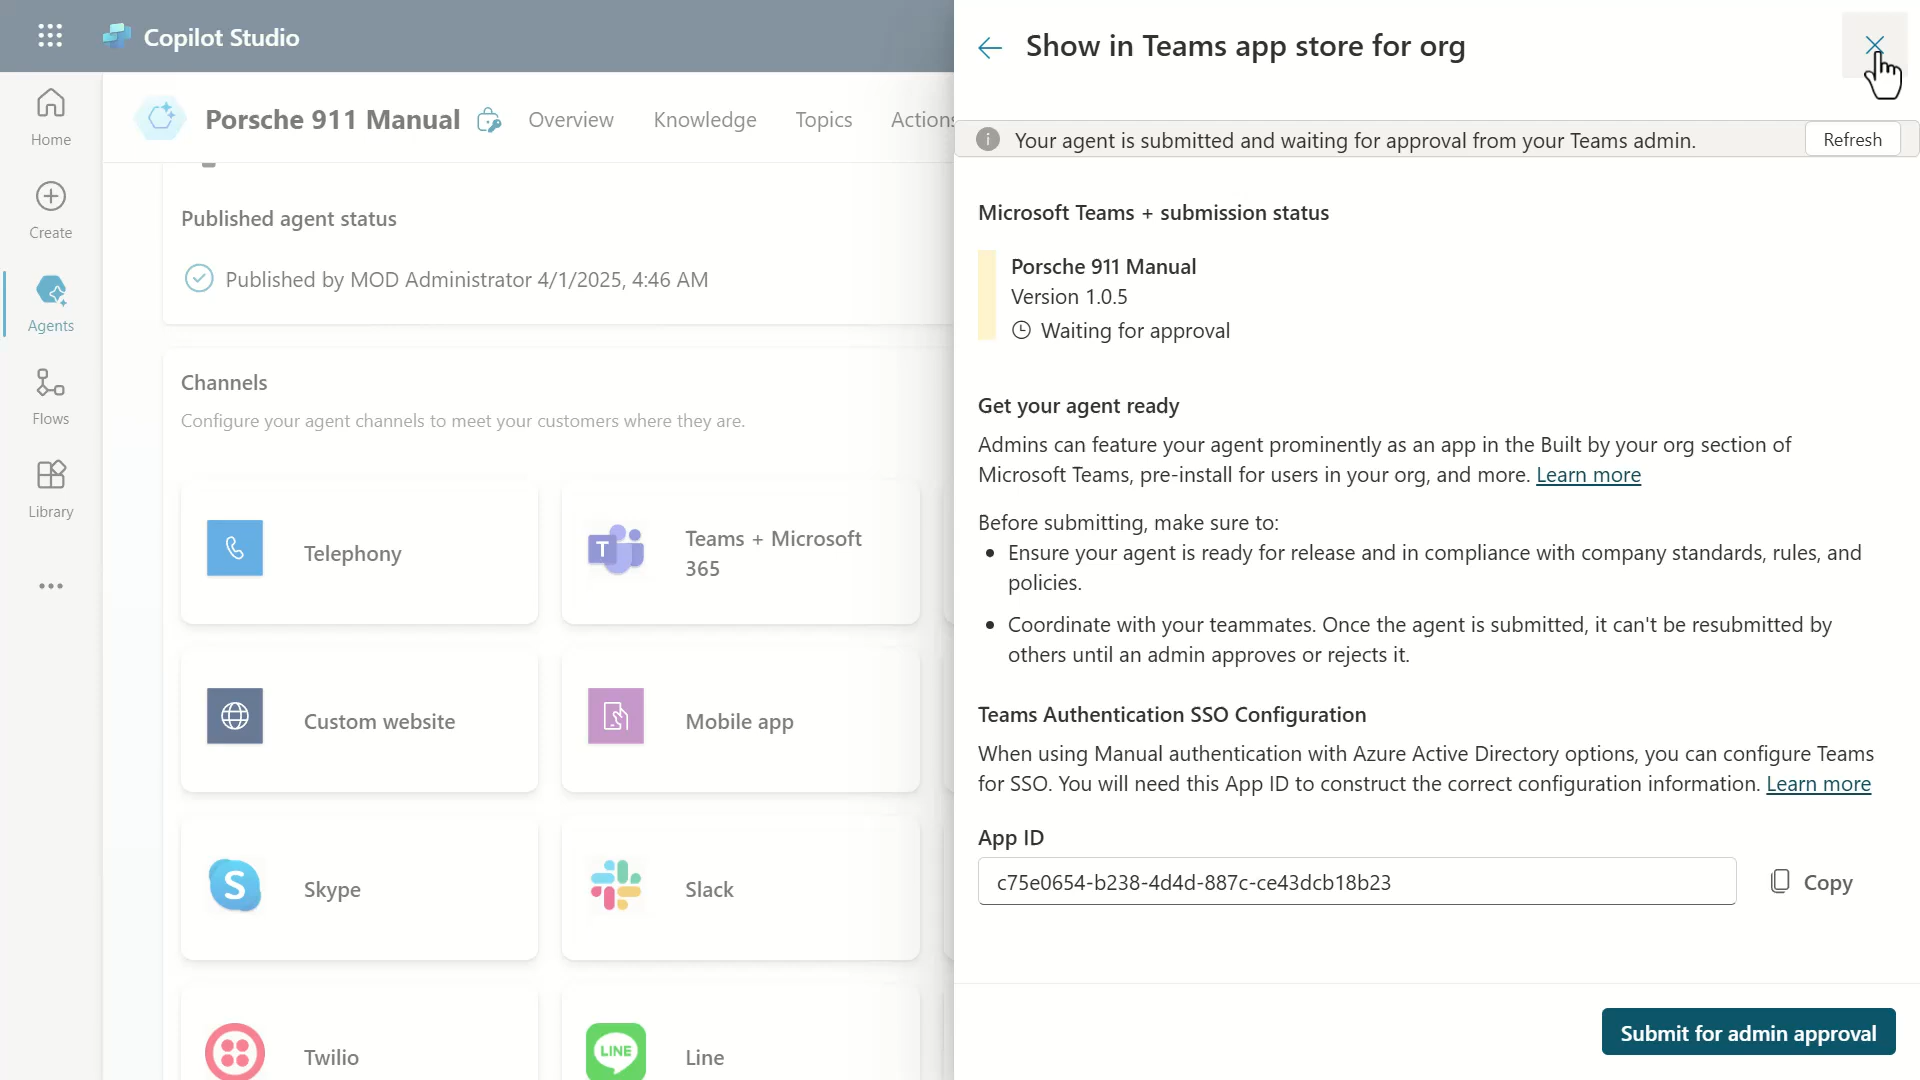 Copilot Studio
Home
Create
Agents
Flows
Library
Porsche 911 Manual
Overview
Knowledge
Topics
Actions
Published agent status
Published by MOD Administrator 4/1/2025, 4:46 AM
Channels
Configure your agent channels to meet your customers where they are.
Telephony
T
Teams + Microsoft
365
Custom website
Mobile app
S
Skype
Slack
Twilio
LINE
Line
Show in Teams app store for org
Your agent is submitted and waiting for approval from your Teams admin.
Refresh
Microsoft Teams + submission status
Porsche 911 Manual
Version 1.0.5
Waiting for approval
Get your agent ready
Admins can feature your agent prominently as an app in the Built by your org section of
Microsoft Teams, pre-install for users in your org, and more. Learn more
Before submitting, make sure to:
• Ensure your agent is ready for release and in compliance with company standards, rules, and
policies.
• Coordinate with your teammates. Once the agent is submitted, it can't be resubmitted by
others until an admin approves or rejects it.
Teams Authentication SSO Configuration
When using Manual authentication with Azure Active Directory options, you can configure Teams
for SSO. You will need this App ID to construct the correct configuration information. Learn more
App ID
c75e0654-b238-4d4d-887c-ce43dcb18b23
Copy
Submit for admin approval